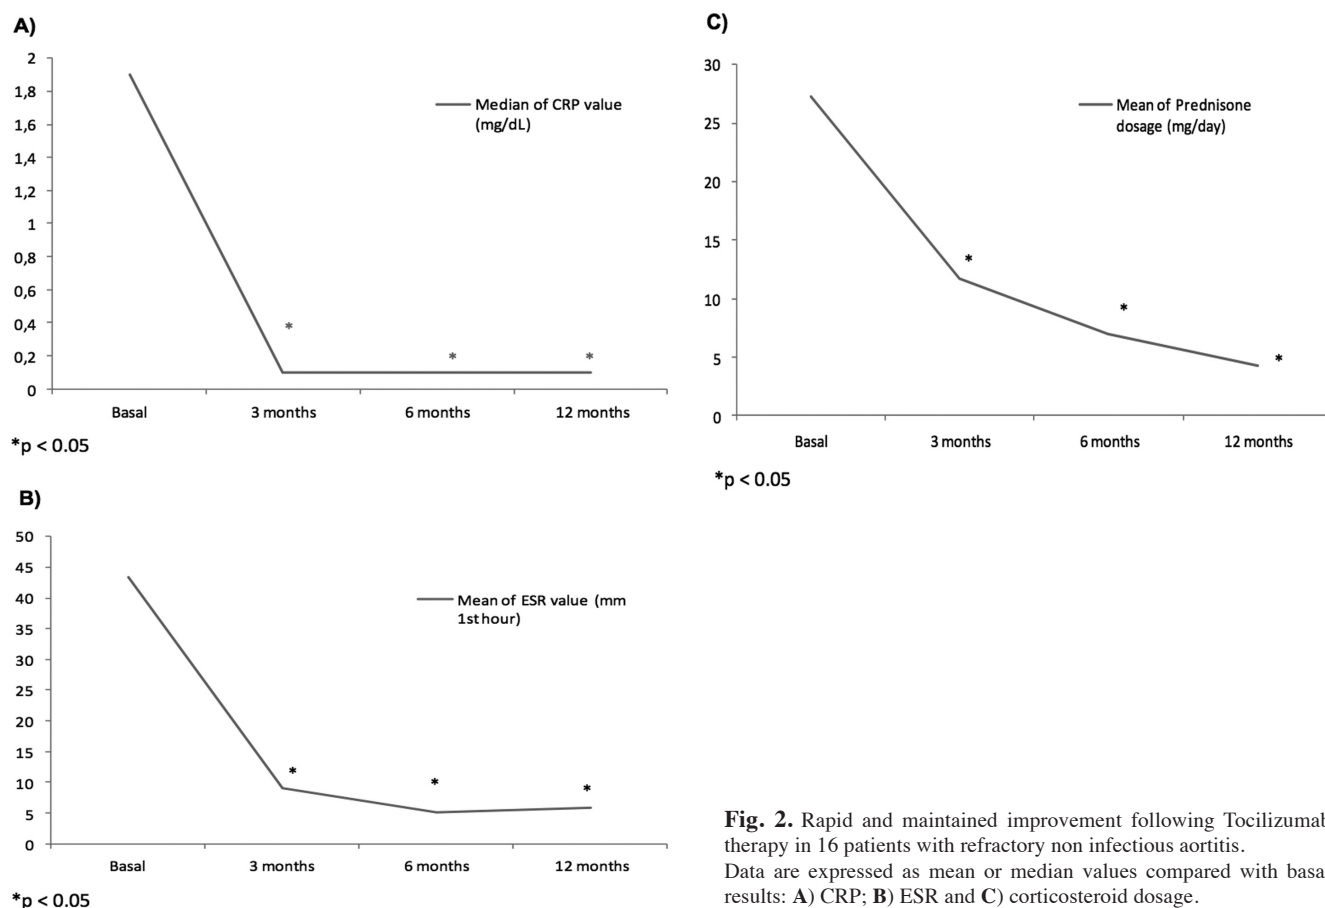 A)
2
1,8
1,6
1,4
1,2
1
0,8
0,6
0,4
0,2
0
Median of CRP value
(mg/dL)
*
*
*
Basal
3 months
6 months
12 months
*p < 0.05
B)
50
45
40
35
30
25
20
15
10
5
0
Mean of ESR value (mm
1st hour)
*
*
*
Basal
3 months
6 months
12 months
*p < 0.05
C)
30
25
20
15
10
5
0
Mean of Prednisone
dosage (mg/day)
*
*
*
Basal
3 months
6 months
12 months
*p < 0.05
Fig. 2. Rapid and maintained improvement following Tocilizumab
therapy in 16 patients with refractory non infectious aortitis.
Data are expressed as mean or median values compared with basa
results: A) CRP; B) ESR and C) corticosteroid dosage.